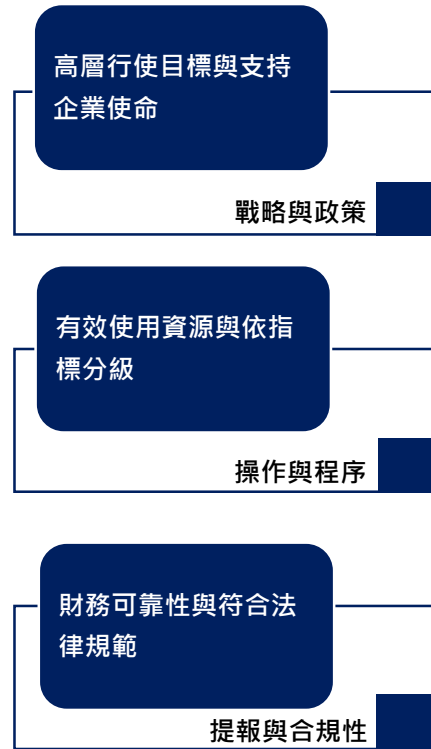 高層行使目標與支持
企業使命
戰略與政策
有效使用資源與依指
標分級
操作與程序
財務可靠性與符合法
律規範
提報與合規性